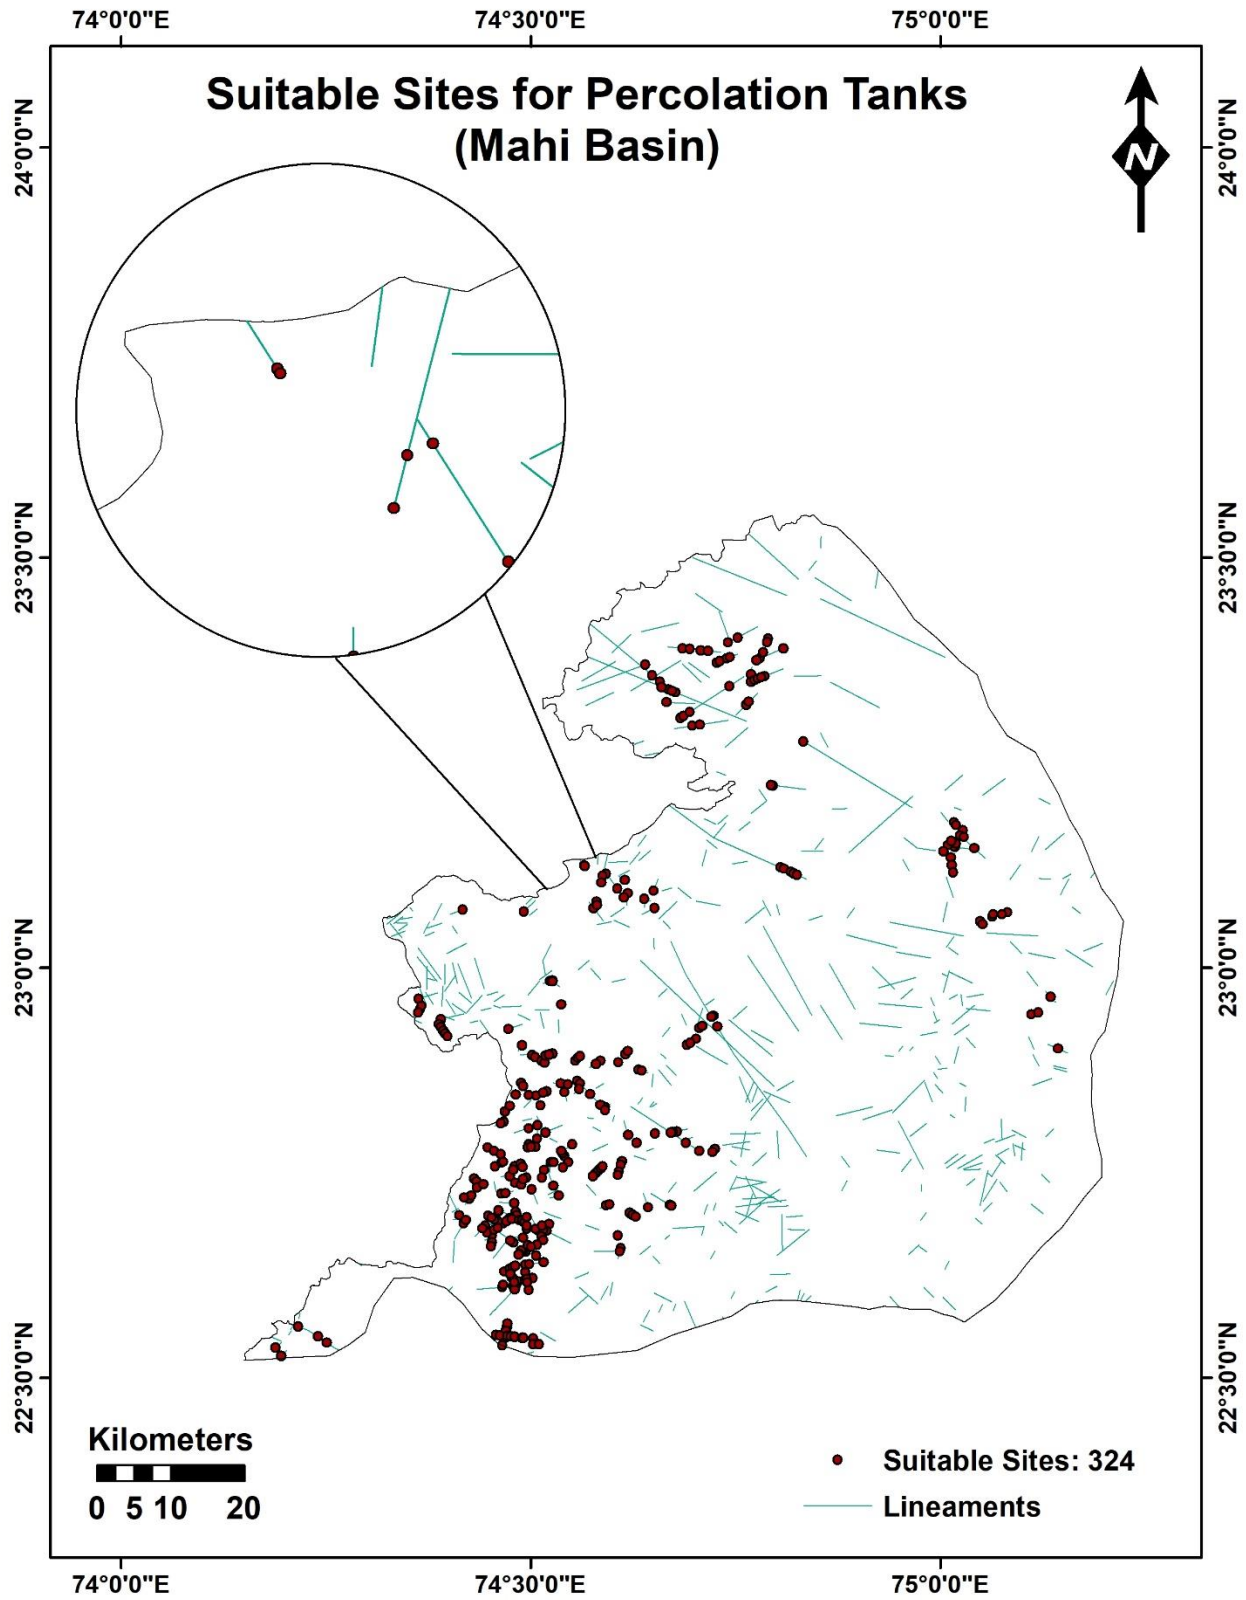 74°0'0"E 74°30'0"E 75°0'0"E
Suitable Sites for Percolation Tanks
(Mahi Basin)
N
24°0'0"N
24°0'0"N
23°30'0"N
23°30'0"N
23°0'0"N
23°0'0"N
22°30'0"N
22°30'0"N
Kilometers
0 5 10 20
Suitable Sites: 324
Lineaments
74°0'0"E 74°30'0"E 75°0'0"E